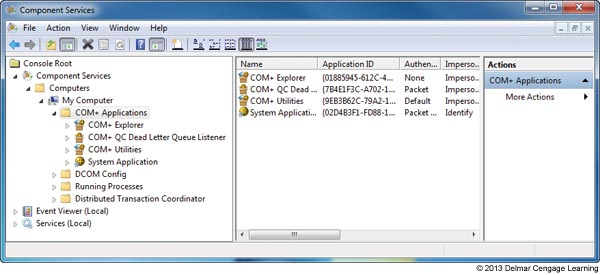 Component Services
File Action View Window Help
Console Root
Component Services
Computers
My Computer
COM+ Applications
COM+ Explorer
COM+ QC Dead Letter Queue Listener
COM+ Utilities
System Application
DCOM Config
Running Processes
Distributed Transaction Coordinator
Event Viewer (Local)
Services (Local)
Name Application ID Authen... Imperso...
COM+ Explorer {01885945-612C-4... None Imperso...
COM+ QC Dead ... {7B4E1F3C-A702-1... Packet Imperso...
COM+ Utilities {9EB3B62C-79A2-1... Default Imperso...
System Applicati... {02D4B3F1-FD88-1... Packet ... Identify
Actions
COM+ Applications
More Actions
© 2013 Delmar Cengage Learning